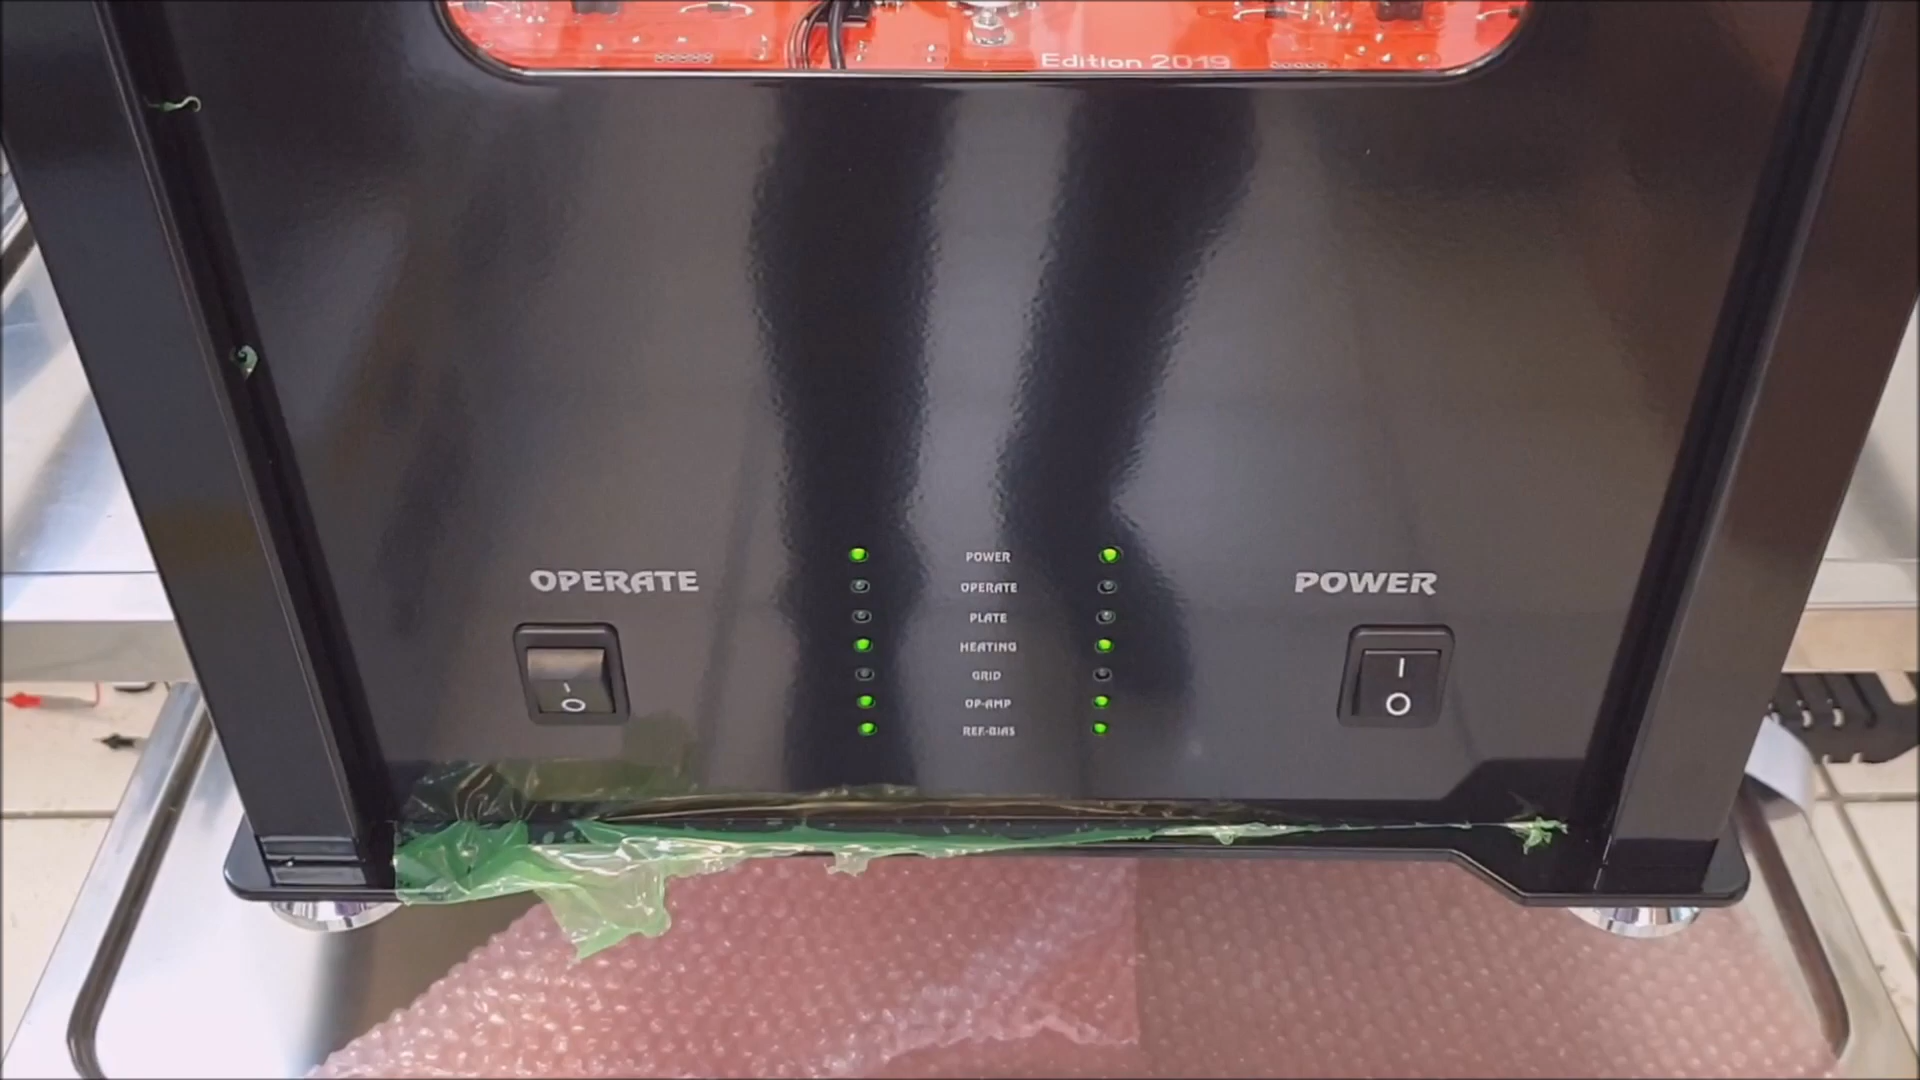 Edition 2019
OPERATE
POWER
OPERATE
PLATE
HEATING
GRID
OP-AMP
REF.-BIAS
POWER
I
O
I
O